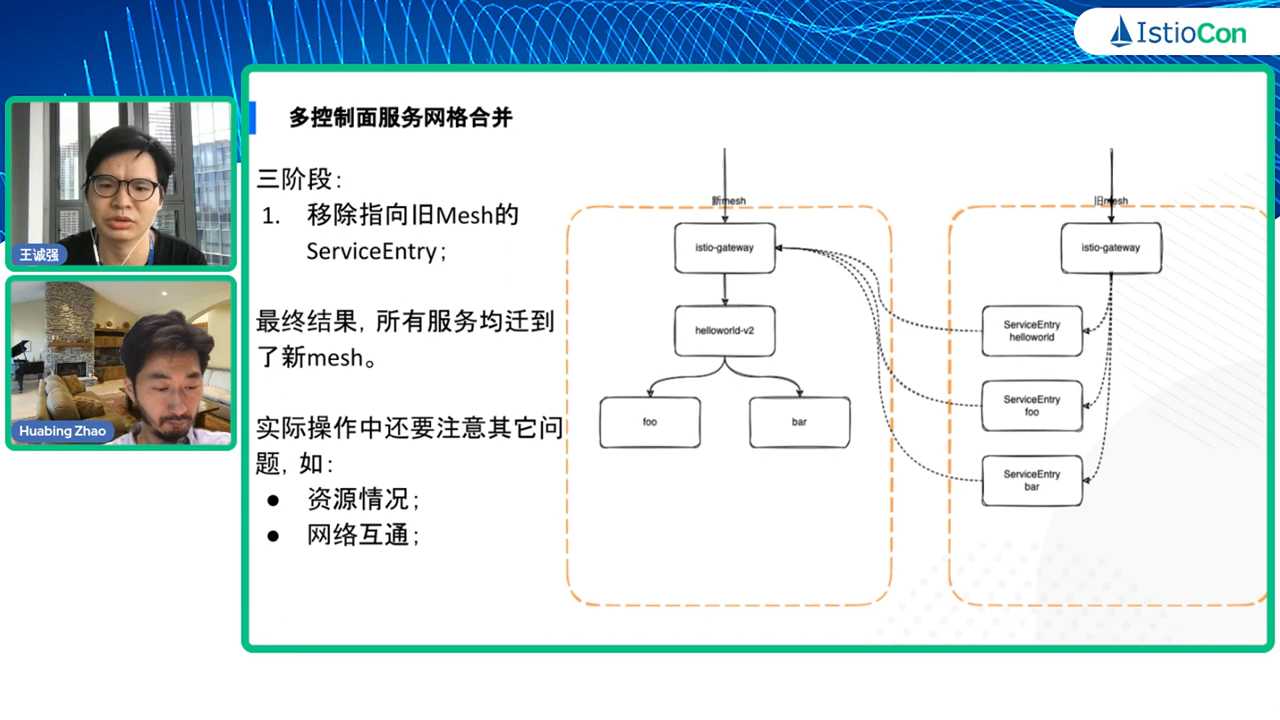 IstioCon
多控制面服务网格合并
三阶段：
1. 移除指向旧Mesh的
ServiceEntry；
最终结果，所有服务均迁到
了新mesh。
实际操作中还要注意其它问
题，如：
● 资源情况；
● 网络互通；
新mesh
istio-gateway
helloworld-v2
foo
bar
旧mesh
istio-gateway
ServiceEntry
helloworld
ServiceEntry
foo
ServiceEntry
bar
王诚强
Huabing Zhao